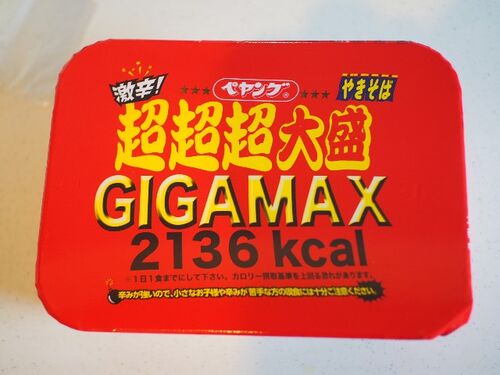 激辛!
ペヤング®
やきそば
超超超大盛
GIGAMAX
2136 kcal
※1日1食までにして下さい。カロリー摂取基準を上回る恐れがあります。
辛みが強いので、小さなお子様や辛みが苦手な方の喫食には十分ご注意ください。